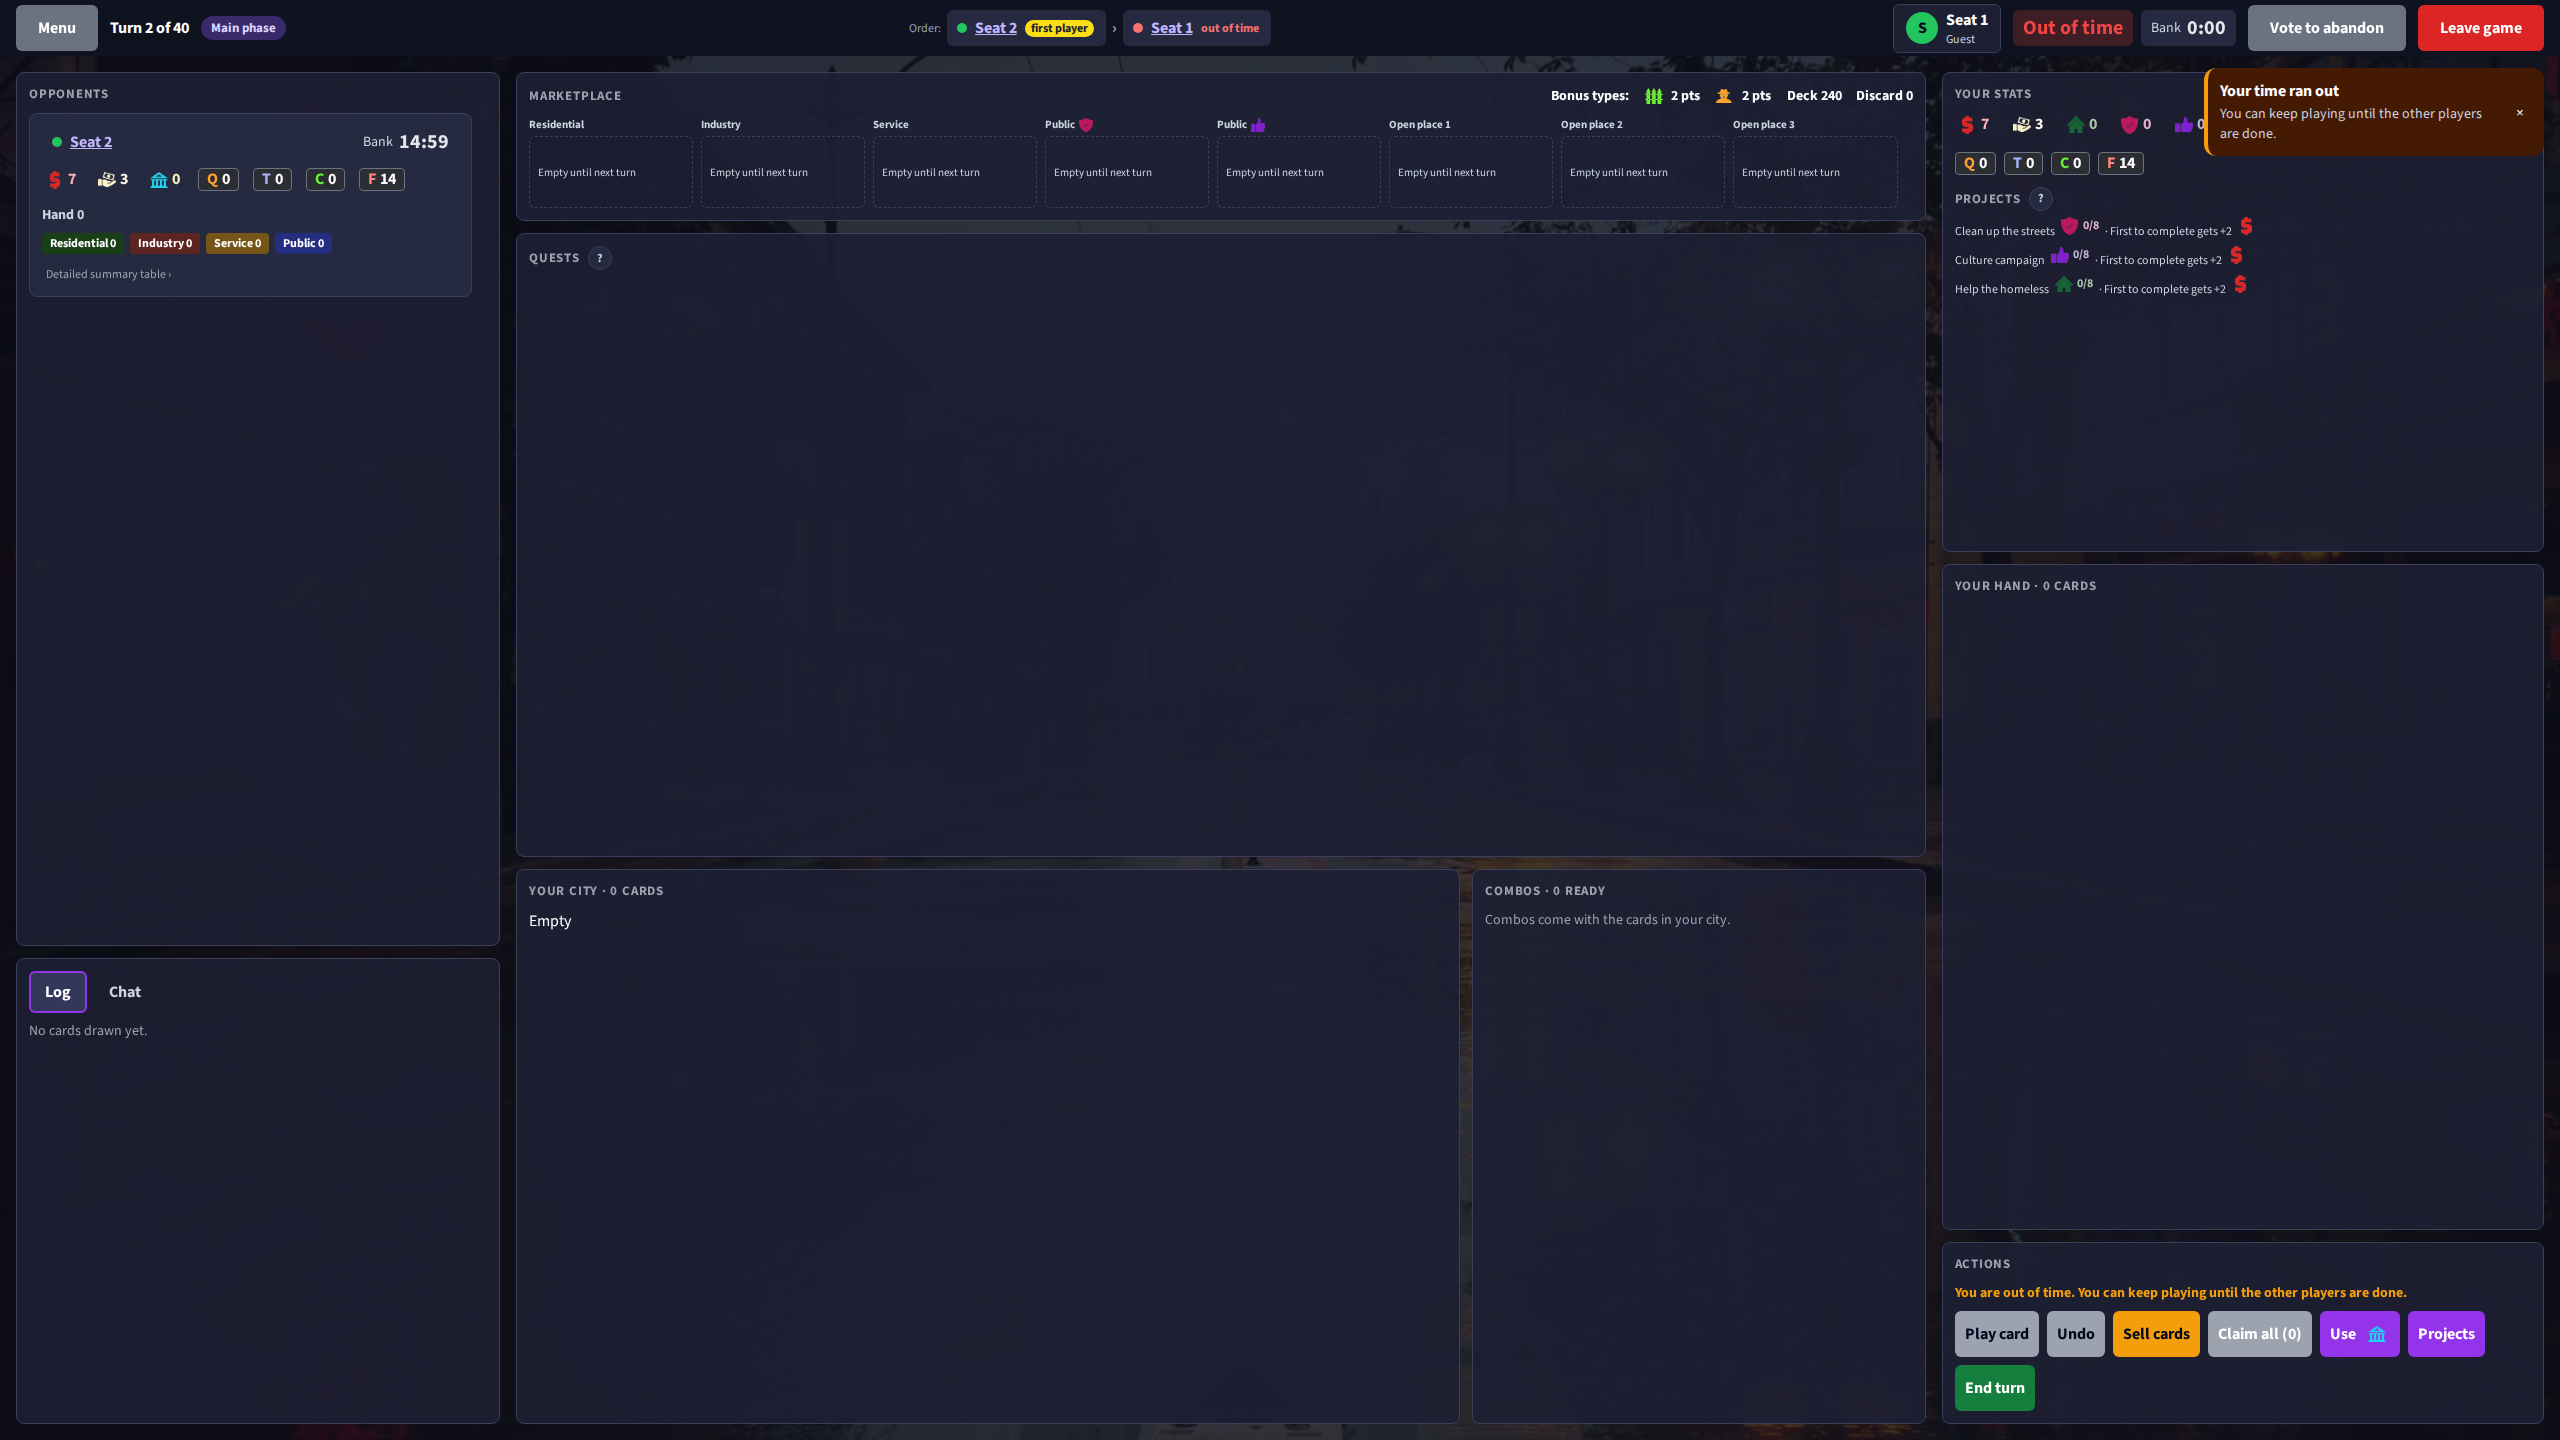 Menu
Turn 2 of 40
Main phase
Order: Seat 2 first player › Seat 1 out of time
S
Seat 1
Guest
Out of time
Bank 0:00
Vote to abandon
Leave game
OPPONENTS
Seat 2
Bank 14:59
7 3 0 Q 0 T 0 C 0 F 14
Hand 0
Residential 0 Industry 0 Service 0 Public 0
Detailed summary table ›
Log Chat
No cards drawn yet.
MARKETPLACE
Bonus types: 2 pts 2 pts Deck 240 Discard 0
Residential Industry Service Public Public Open place 1 Open place 2 Open place 3
Empty until next turn Empty until next turn Empty until next turn Empty until next turn Empty until next turn Empty until next turn Empty until next turn Empty until next turn
QUESTS ?
YOUR CITY · 0 CARDS
Empty
COMBOS · 0 READY
Combos come with the cards in your city.
YOUR STATS
7 3 0 0 0
Q 0 T 0 C 0 F 14
Your time ran out
You can keep playing until the other players
are done.
×
PROJECTS ?
Clean up the streets 0/8 · First to complete gets +2
Culture campaign 0/8 · First to complete gets +2
Help the homeless 0/8 · First to complete gets +2
YOUR HAND · 0 CARDS
ACTIONS
You are out of time. You can keep playing until the other players are done.
Play card Undo Sell cards Claim all (0) Use Projects
End turn